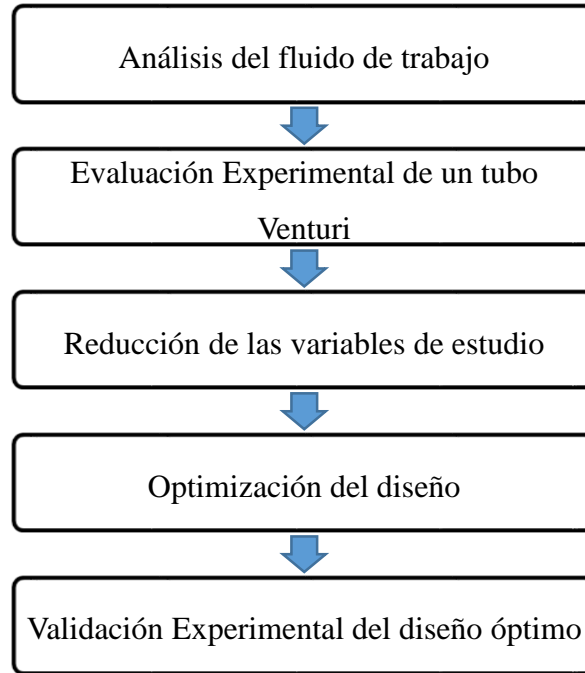 Análisis del fluido de trabajo
Evaluación Experimental de un tubo
Venturi
Reducción de las variables de estudio
Optimización del diseño
Validación Experimental del diseño óptimo